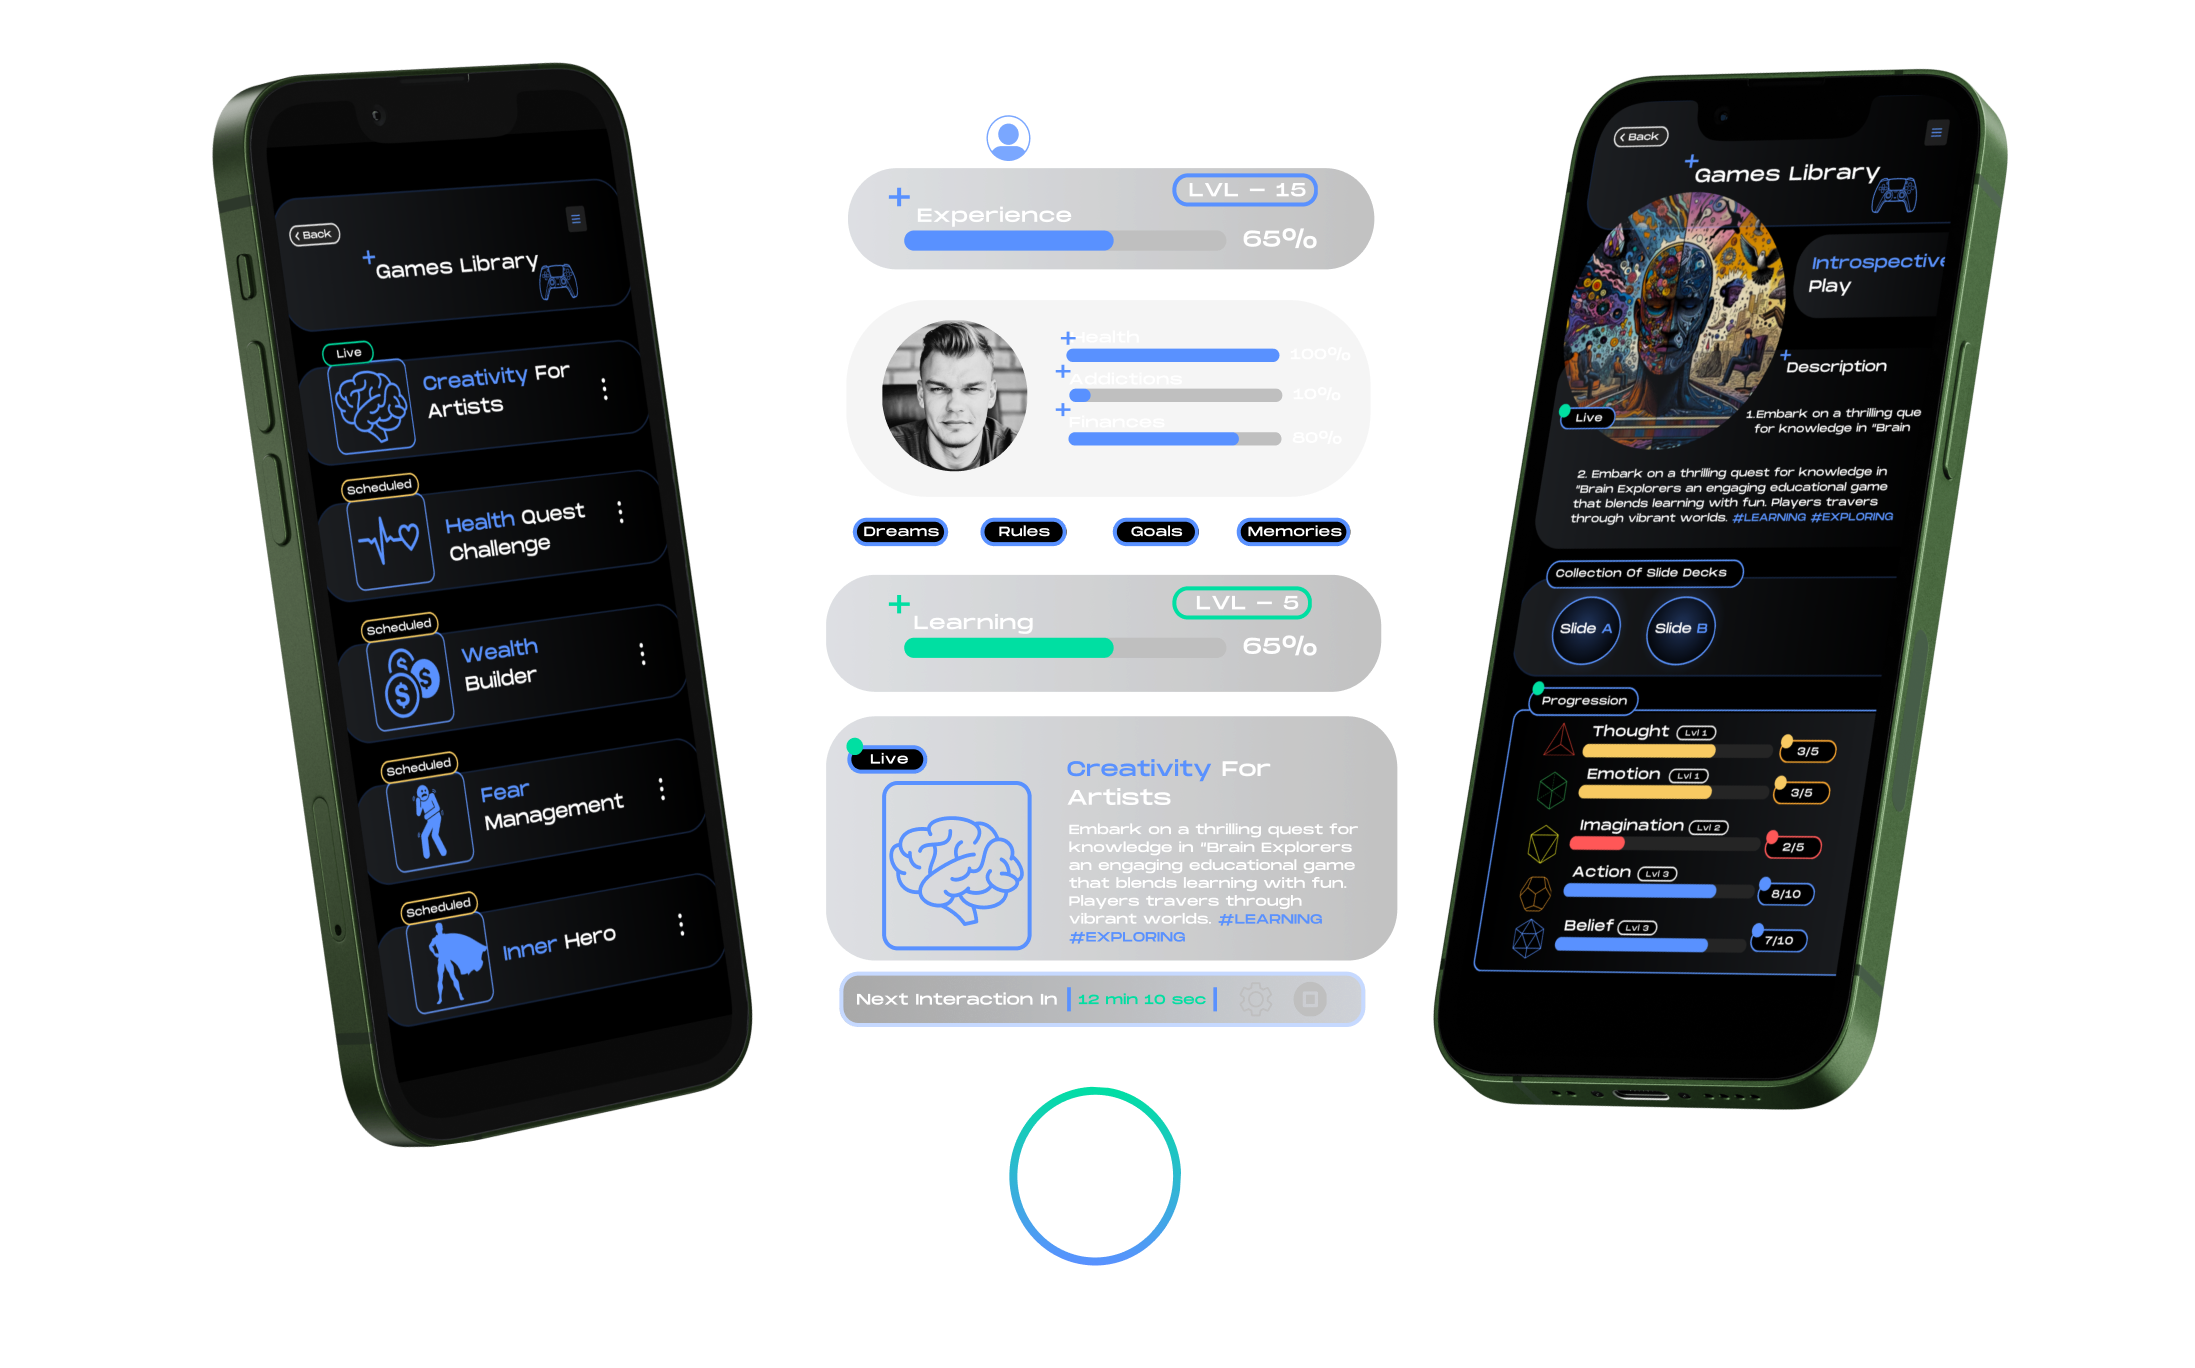 Back
Games Library
Live
Creativity For
Artists
Scheduled
Health Quest
Challenge
Scheduled
Wealth
Builder
Scheduled
Fear
Management
Scheduled
Inner Hero
LVL – 15
Experience
65%
Health
100%
Addictions
10%
Finances
80%
Dreams
Rules
Goals
Memories
LVL – 5
Learning
65%
Live
Creativity For
Artists
Embark on a thrilling quest for
knowledge in "Brain Explorers
an engaging educational game
that blends learning with fun.
Players travers through
vibrant worlds. #LEARNING
#EXPLORING
Next Interaction In
12 min 10 sec
Back
Games Library
Introspective
Play
Description
1.Embark on a thrilling que
for knowledge in "Brain
Live
2. Embark on a thrilling quest for knowledge in
"Brain Explorers an engaging educational game
that blends learning with fun. Players travers
through vibrant worlds. #LEARNING #EXPLORING
Collection Of Slide Decks
Slide A
Slide B
Progression
Thought Lvl 1
3/5
Emotion Lvl 1
3/5
Imagination Lvl 2
2/5
Action Lvl 3
8/10
Belief Lvl 3
7/10